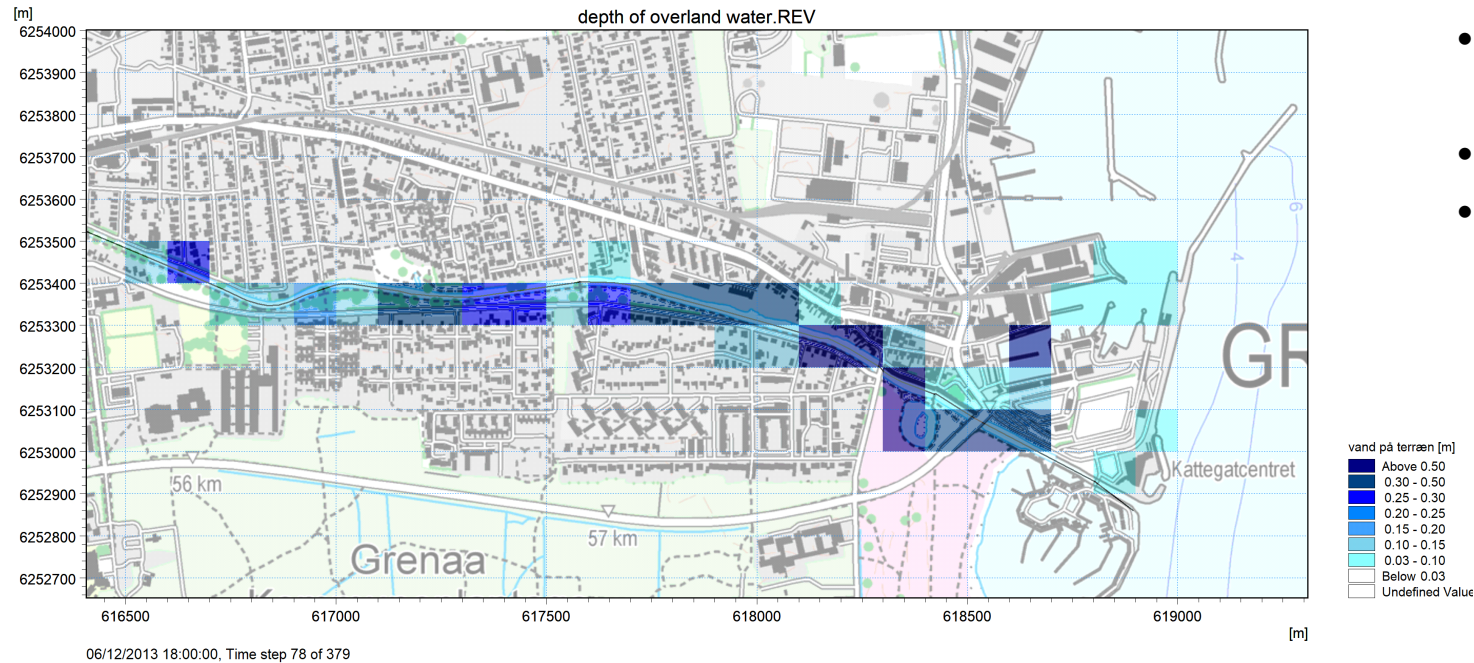 [m]
depth of overland water.REV
6254000
6253900
6253800
6253700
6253600
6253500
6253400
6253300
6253200
6253100
6253000
6252900
6252800
6252700
6
4
GR
Kattegatcentret
56 km
57 km
Grenaa
616500 617000 617500 618000 618500 619000
[m]
vand på terræn [m]
Above 0.50
0.30 - 0.50
0.25 - 0.30
0.20 - 0.25
0.15 - 0.20
0.10 - 0.15
0.03 - 0.10
Below 0.03
Undefined Value
06/12/2013 18:00:00, Time step 78 of 379